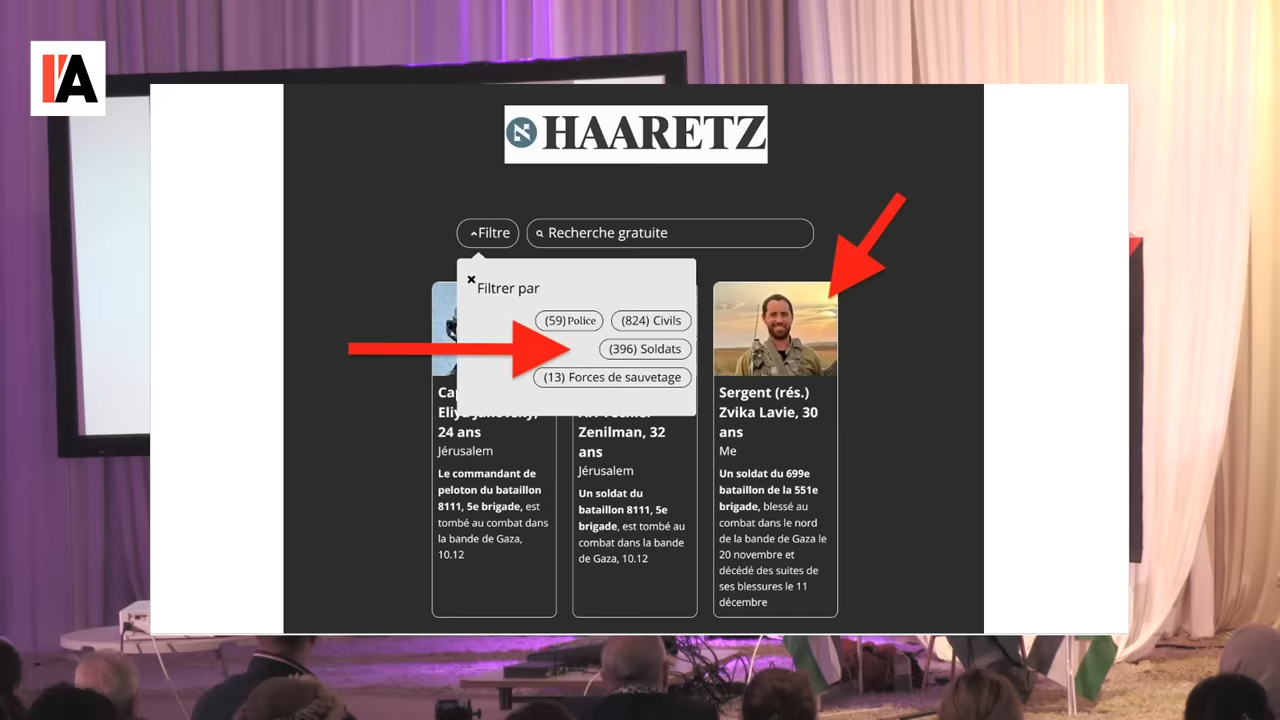 IA
HAARETZ
Filtre
Recherche gratuite
Filtrer par
(59) Police
(824) Civils
(396) Soldats
(13) Forces de sauvetage
24 ans
Jérusalem
Le commandant de
peloton du bataillon
8111, 5e brigade, est
tombé au combat dans
la bande de Gaza,
10.12
Zenilman, 32
ans
Jérusalem
Un soldat du
bataillon 8111, 5e
brigade, est tombé au
combat dans la bande
de Gaza, 10.12
Sergent (rés.)
Zvika Lavie, 30
ans
Me
Un soldat du 699e
bataillon de la 551e
brigade, blessé au
combat dans le nord
de la bande de Gaza le
20 novembre et
décédé des suites de
ses blessures le 11
décembre